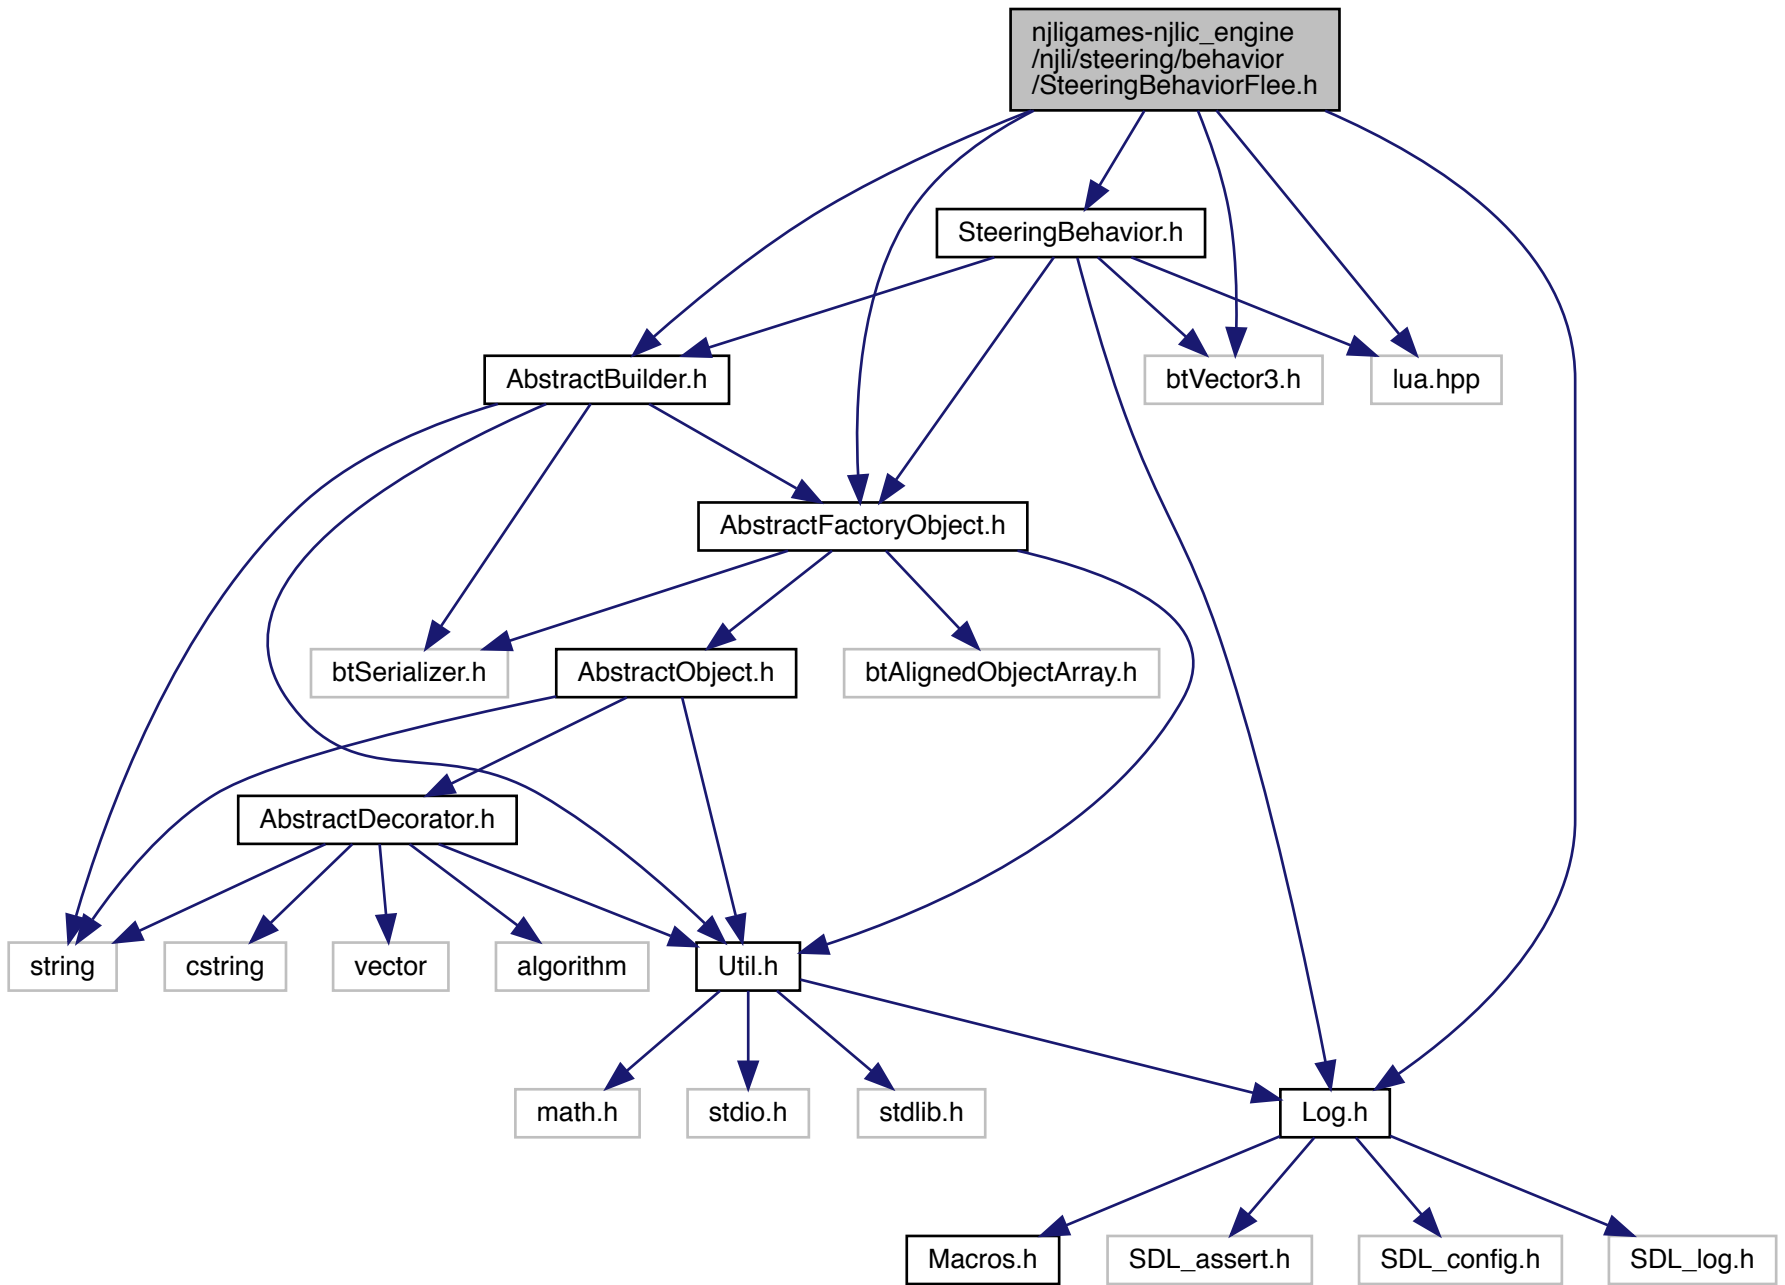 njligames-njlic_engine
/njli/steering/behavior
/SteeringBehaviorFlee.h
SteeringBehavior.h
AbstractBuilder.h
btVector3.h
lua.hpp
AbstractFactoryObject.h
btSerializer.h
AbstractObject.h
btAlignedObjectArray.h
AbstractDecorator.h
string
cstring
vector
algorithm
Util.h
math.h
stdio.h
stdlib.h
Log.h
Macros.h
SDL_assert.h
SDL_config.h
SDL_log.h